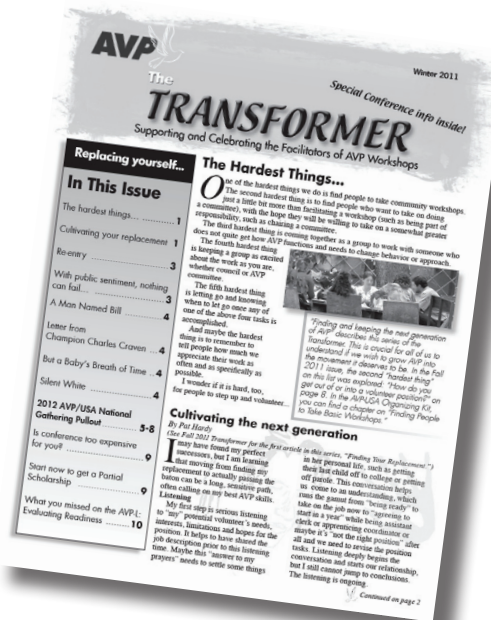 AVP
Winter 2011
The
Special Conference info inside!
TRANSFORMER
Supporting and Celebrating the Facilitators of AVP Workshops
Replacing yourself...
In This Issue
The hardest things... ............ 1
Cultivating your replacement 1
Re-entry ............................. 3
With public sentiment, nothing
can fail... ........................... 3
A Man Named Bill ............... 4
Letter from
Champion Charles Craven ... 4
But a Baby's Breath of Time .. 4
Silent White ........................ 4
2012 AVP/USA National
Gathering Pullout 5-8
Is conference too expensive
for you? ............................. 9
Start now to get a Partial
Scholarship ........................ 9
What you missed on the AVP-L:
Evaluating Readiness .......... 10
The Hardest Things...
One of the hardest things we do is find people to take community workshops.
The second hardest thing is to find people who want to take on doing
just a little bit more than facilitating a workshop (such as being part of
a committee), with the hope they will be willing to take on a somewhat greater
responsibility, such as chairing a committee.
The third hardest thing is coming together as a group to work with someone who
does not quite get how AVP functions and needs to change behavior or approach.
The fourth hardest thing
is keeping a group as excited
about the work as you are,
whether council or AVP
committee.
The fifth hardest thing
is letting go and knowing
when to let go once any of
one of the above four tasks is
accomplished.
And maybe the hardest
thing is to remember to
tell people how much we
appreciate their work as
often and as specifically as
possible.
I wonder if it is hard, too,
for people to step up and volunteer...
"Finding and keeping the next generation
of AVP" describes this series of the
Transformer. This is crucial for all of us to
understand if we wish to grow AVP into
the movement it deserves to be. In the Fall
2011 issue, the second "hardest thing"
on this list was explored: "How do you
get out of or into a volunteer position?" on
page 8. In the AVP-USA Organizing Kit,
you can find a chapter on "Finding People
to Take Basic Workshops."
Cultivating the next generation
By Pat Hardy
(See Fall 2011 Transformer for the first article in this series, "Finding Your Replacement.")
I may have found my perfect
successors, but I am learning
that moving from finding my
replacement to actually passing the
baton can be a long, sensitive path,
often calling on my best AVP skills.
Listening
My first step is serious listening
to "my" potential volunteer's needs,
interests, limitations and hopes for the
position. It helps to have shared the
job description prior to this listening
time. Maybe this "answer to my
prayers" needs to settle some things
in her personal life, such as getting
their last child off to college or getting
off parole. This conversation helps
us come to an understanding, which
runs the gamut from "being ready" to
take on the job now to "agreeing to
start in a year" while being assistant
clerk or apprenticing coordinator or
maybe it's "not the right position" after
all and we need to revise the position
tasks. Listening deeply begins the
conversation and starts our relationship,
but I still cannot jump to conclusions.
The listening is ongoing.
Continued on page 2